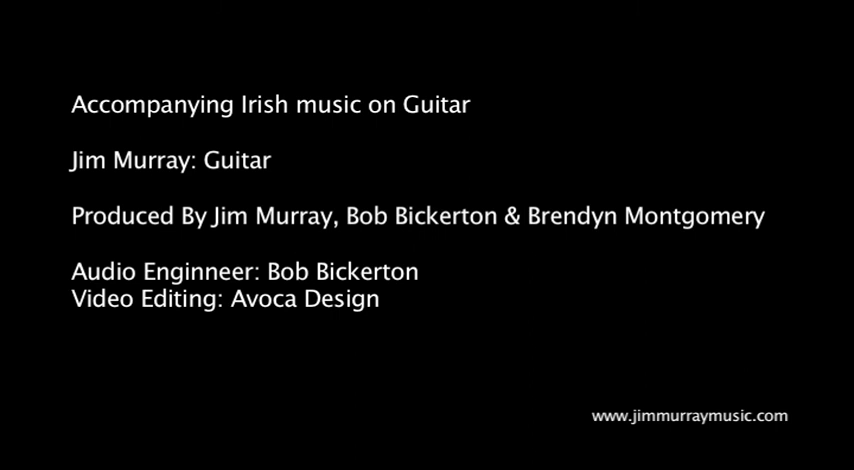 Accompanying Irish music on Guitar
Jim Murray: Guitar
Produced By Jim Murray, Bob Bickerton & Brendyn Montgomery
Audio Enginneer: Bob Bickerton
Video Editing: Avoca Design
www.jimmurraymusic.com